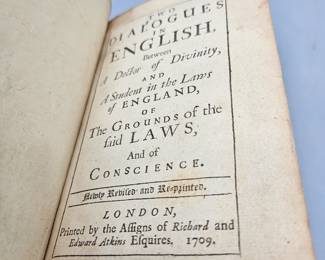 TWO
DIALOGUES
IN
ENGLISH,
Between
A Doctor of Divinity,
AND
A Student in the Laws
of ENGLAND,
OF
The GROUNDS of the
said LAWS,
And of
CONSCIENCE.
Newly Revised and Re-printed.
LONDON,
Printed by the Assigns of Richard and
Edward Atkins Esquires, 1709.